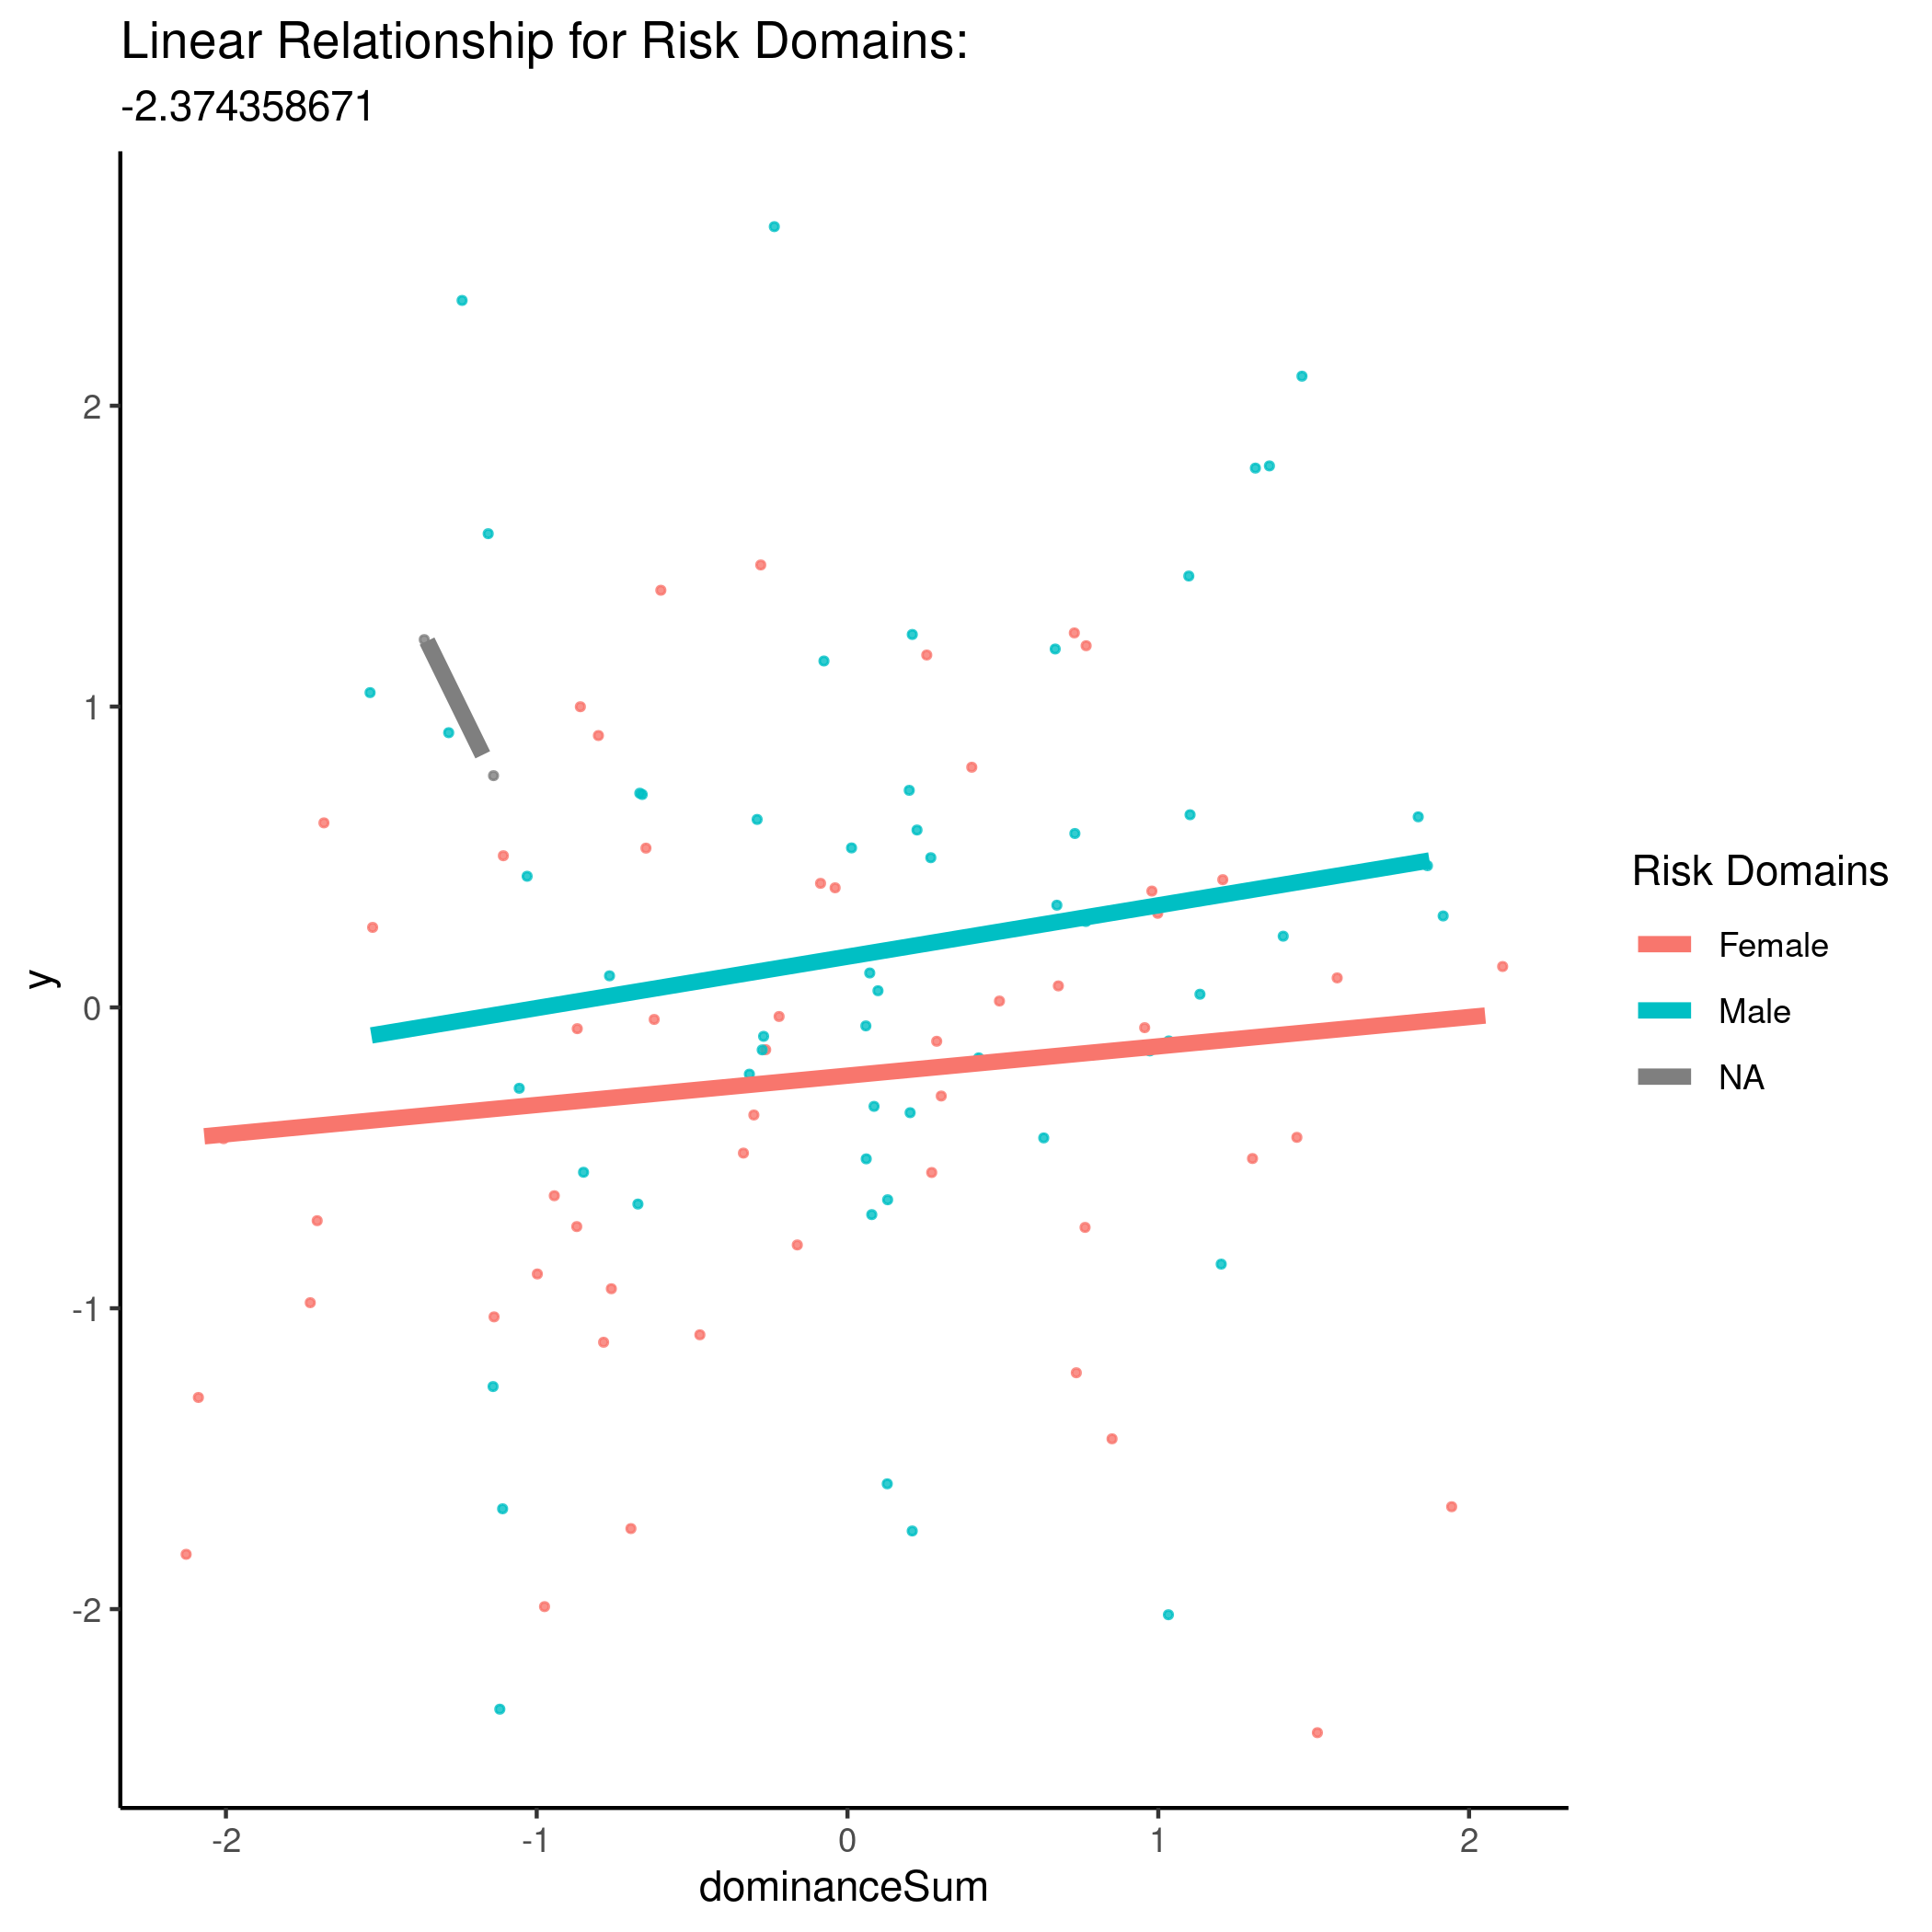 Linear Relationship for Risk Domains:
-2.374358671
2
1
0
-1
-2
y
-2
-1
0
1
2
dominanceSum
Risk Domains
Female
Male
NA